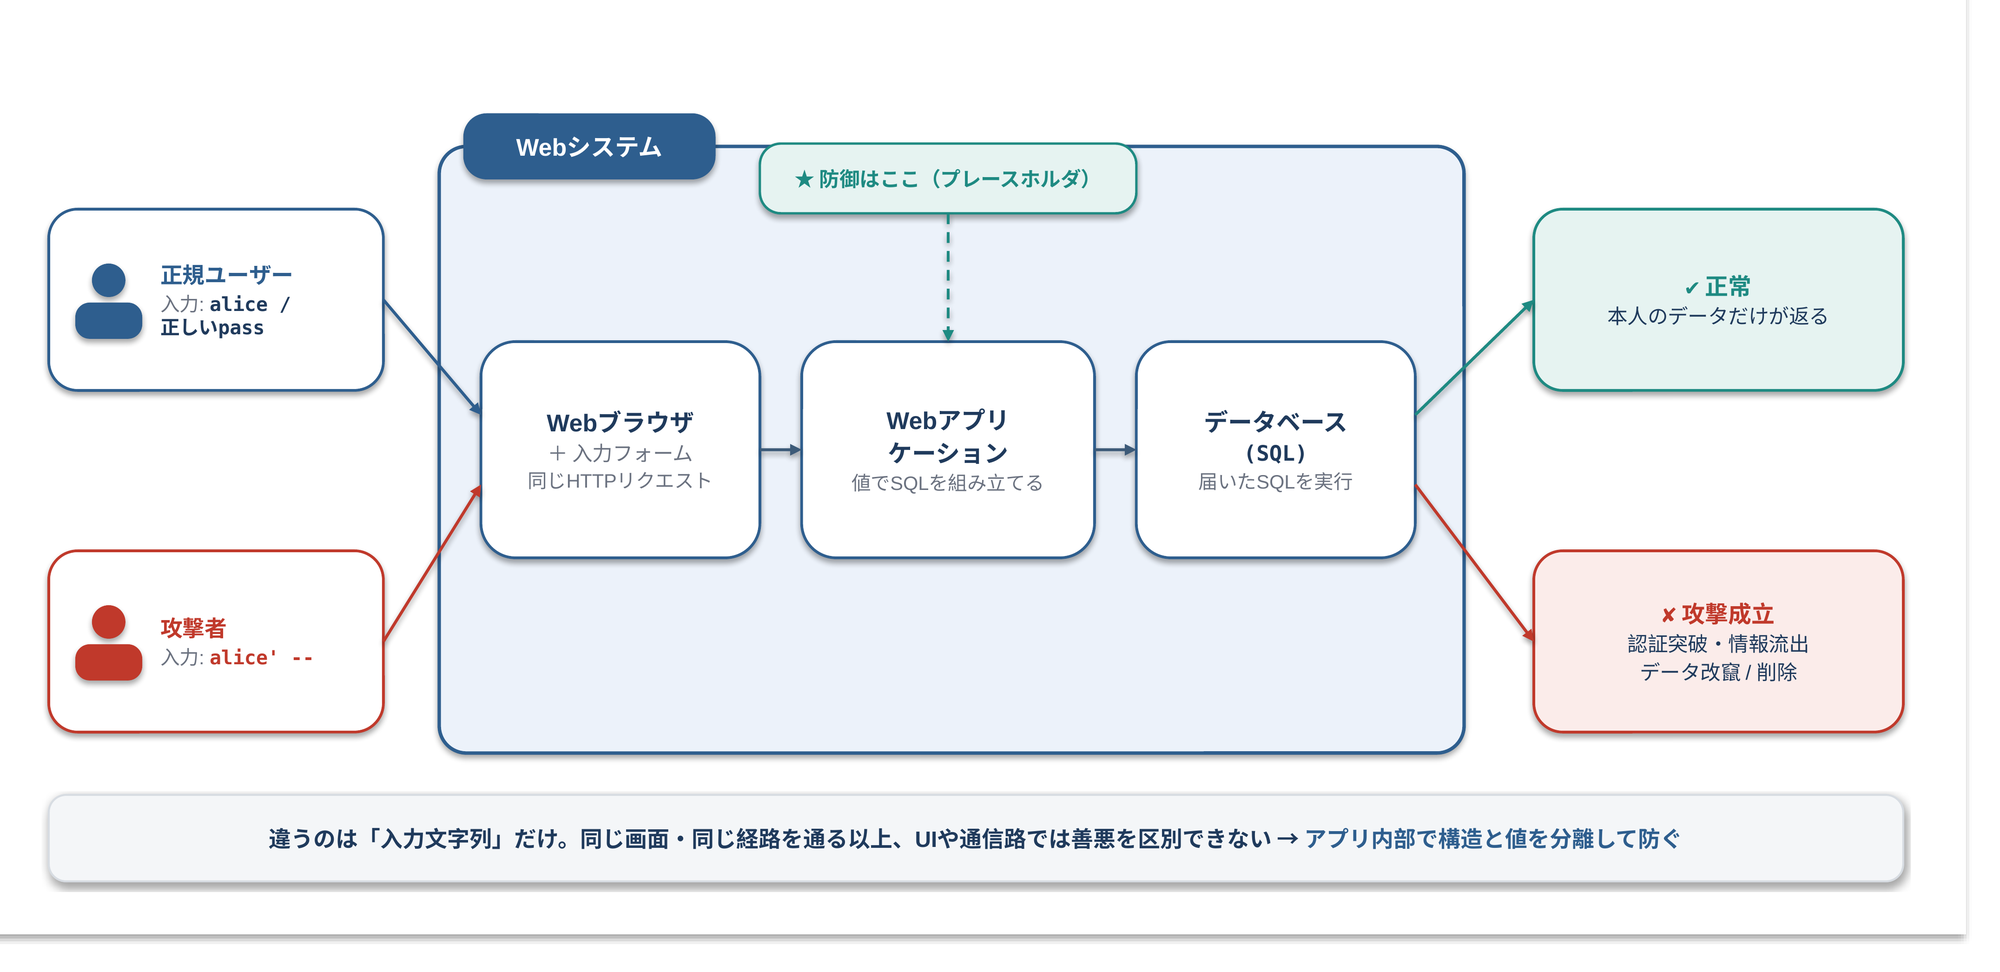 Webシステム
★ 防御はここ（プレースホルダ）
正規ユーザー
入力: alice /
正しいpass
攻撃者
入力: alice' --
Webブラウザ
＋ 入力フォーム
同じHTTPリクエスト
Webアプリ
ケーション
値でSQLを組み立てる
データベース
(SQL)
届いたSQLを実行
✔ 正常
本人のデータだけが返る
✘ 攻撃成立
認証突破・情報流出
データ改竄 / 削除
違うのは「入力文字列」だけ。同じ画面・同じ経路を通る以上、UIや通信路では善悪を区別できない → アプリ内部で構造と値を分離して防ぐ